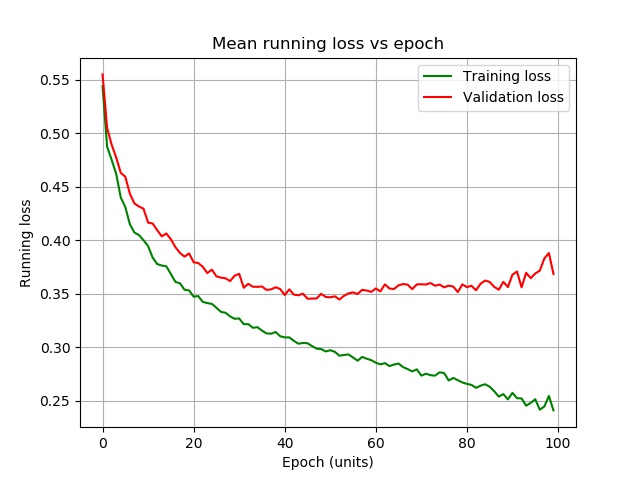 Mean running loss vs epoch
Training loss
Validation loss
0.55
0.50
0.45
0.40
0.35
0.30
0.25
Running loss
0
20
40
60
80
100
Epoch (units)